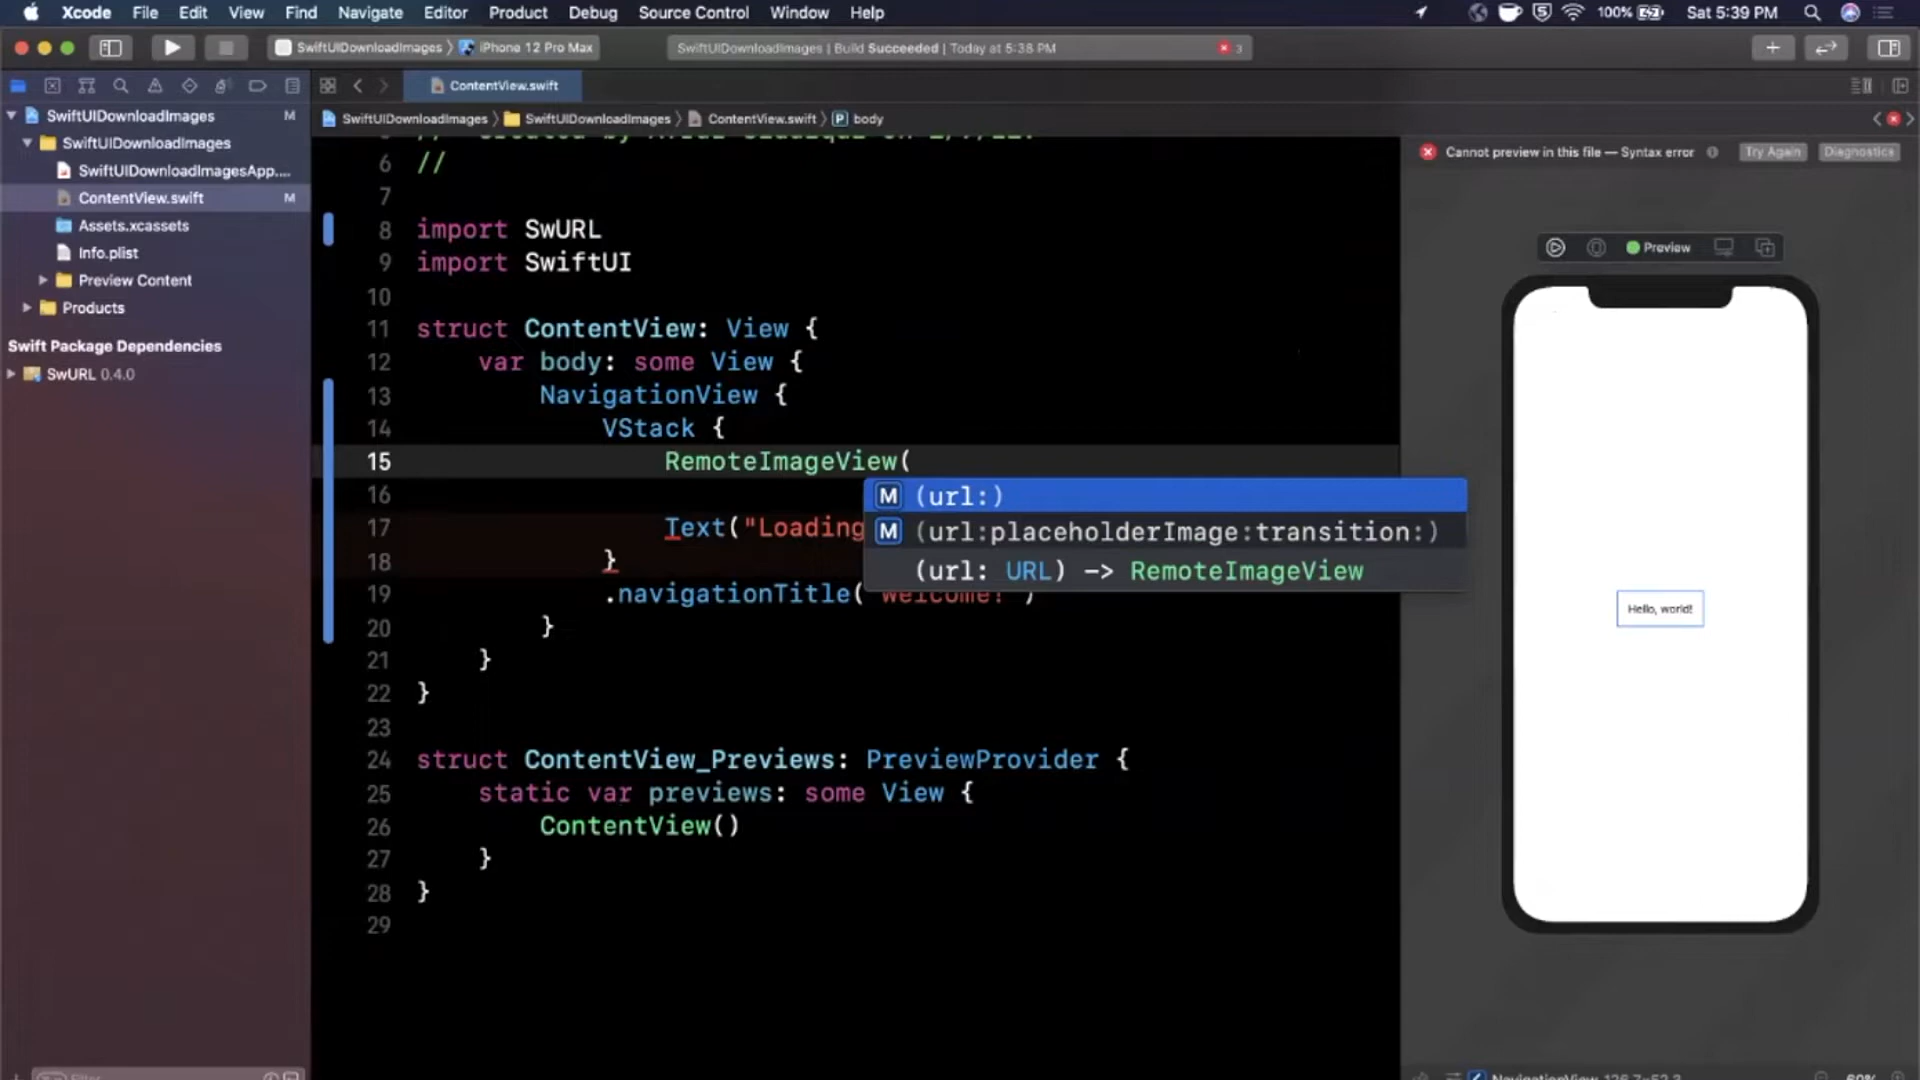 Xcode File Edit View Find Navigate Editor Product Debug Source Control Window Help 100% Sat 5:39 PM
SwiftUIDownloadImages iPhone 12 Pro Max
SwiftUIDownloadImages | Build Succeeded | Today at 5:38 PM 3
ContentView.swift
SwiftUIDownloadImages M
SwiftUIDownloadImages
SwiftUIDownloadImagesApp....
ContentView.swift M
Assets.xcassets
Info.plist
Preview Content
Products
Swift Package Dependencies
SwURL 0.4.0
SwiftUIDownloadImages SwiftUIDownloadImages ContentView.swift P body
6 //
7
8 import SwURL
9 import SwiftUI
10
11 struct ContentView: View {
12 var body: some View {
13 NavigationView {
14 VStack {
15 RemoteImageView(
16
M (url:)
17 Text("Loading
M (url:placeholderImage:transition:)
18 }
(url: URL) -> RemoteImageView
19 .navigationTitle("Welcome!")
20 }
21 }
22 }
23
24 struct ContentView_Previews: PreviewProvider {
25 static var previews: some View {
26 ContentView()
27 }
28 }
29
Cannot preview in this file — Syntax error Try Again Diagnostics
Preview
Hello, world!